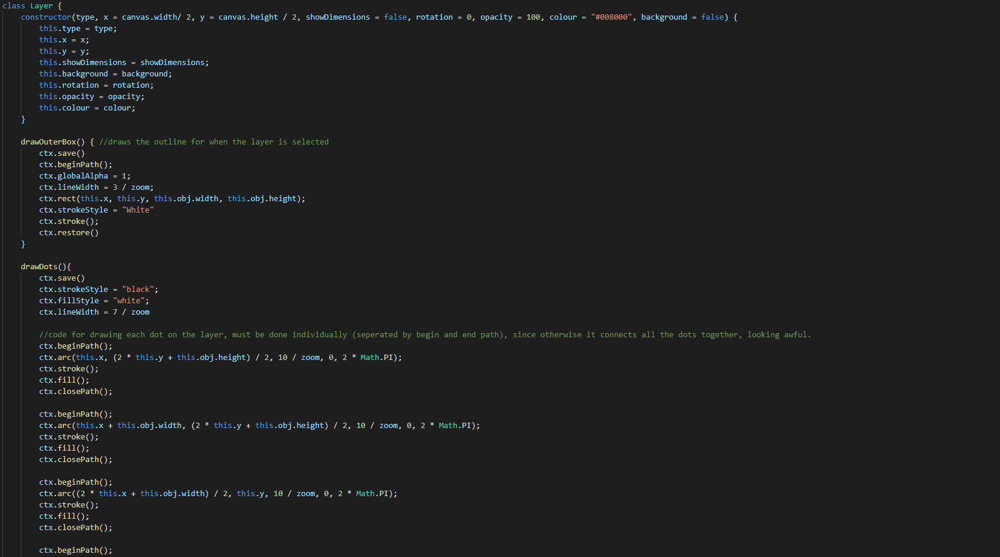 class Layer {
constructor(type, x = canvas.width/ 2, y = canvas.height / 2, showDimensions = false, rotation = 0, opacity = 100, colour = "#008000", background = false) {
this.type = type;
this.x = x;
this.y = y;
this.showDimensions = showDimensions;
this.background = background;
this.rotation = rotation;
this.opacity = opacity;
this.colour = colour;
}
drawOuterBox() { //draws the outline for when the layer is selected
ctx.save()
ctx.beginPath();
ctx.globalAlpha = 1;
ctx.lineWidth = 3 / zoom;
ctx.rect(this.x, this.y, this.obj.width, this.obj.height);
ctx.strokeStyle = "White"
ctx.stroke();
ctx.restore()
}
drawDots(){
ctx.save()
ctx.strokeStyle = "black";
ctx.fillStyle = "white";
ctx.lineWidth = 7 / zoom
//code for drawing each dot on the layer, must be done individually (seperated by begin and end path), since otherwise it connects all the dots together, looking awful.
ctx.beginPath();
ctx.arc(this.x, (2 * this.y + this.obj.height) / 2, 10 / zoom, 0, 2 * Math.PI);
ctx.stroke();
ctx.fill();
ctx.closePath();
ctx.beginPath();
ctx.arc(this.x + this.obj.width, (2 * this.y + this.obj.height) / 2, 10 / zoom, 0, 2 * Math.PI);
ctx.stroke();
ctx.fill();
ctx.closePath();
ctx.beginPath();
ctx.arc((2 * this.x + this.obj.width) / 2, this.y, 10 / zoom, 0, 2 * Math.PI);
ctx.stroke();
ctx.fill();
ctx.closePath();
ctx.beginPath();